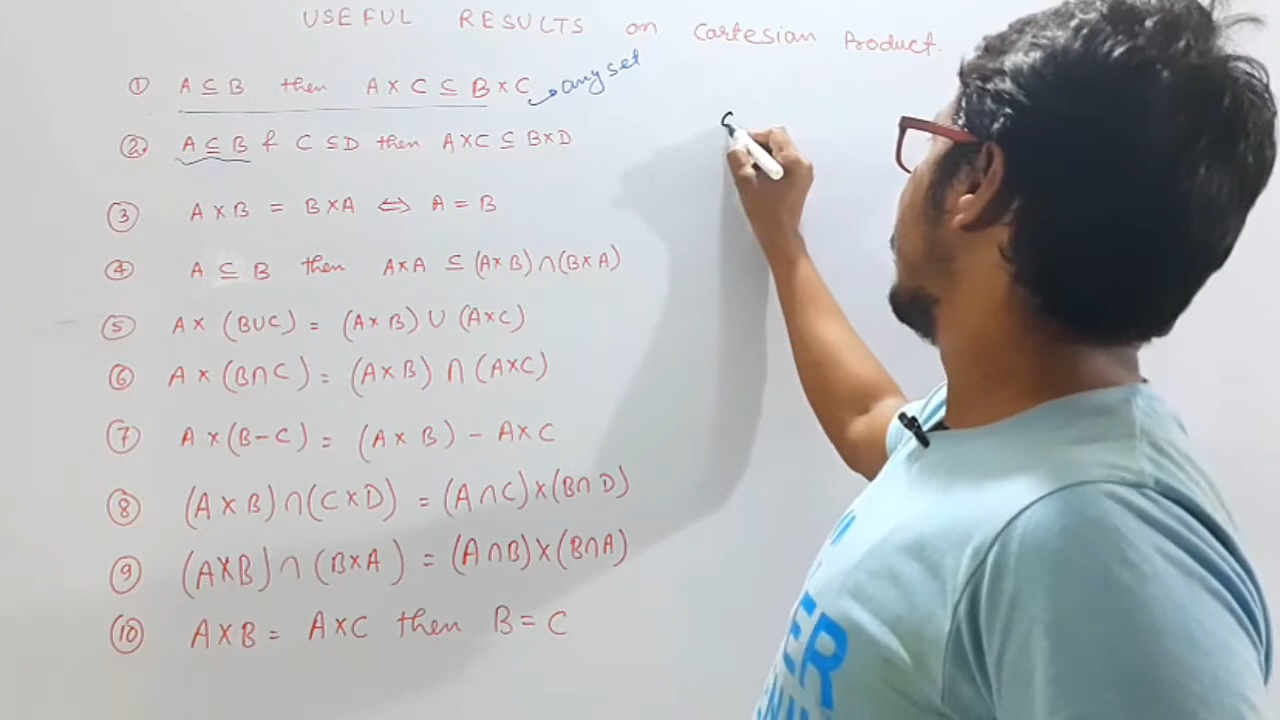 USEFUL RESULTS on Cartesian Product.
① A ⊆ B then A × C ⊆ B × C any set
②. A ⊆ B & C ⊆ D then A×C ⊆ B×D
③ A × B = B×A ⇔ A = B
④ A ⊆ B then A×A ⊆ (A×B)∩(B×A)
⑤ A × (B∪C) = (A×B) ∪ (A×C)
⑥ A × (B∩C) = (A×B) ∩ (A×C)
⑦ A ×(B-C) = (A × B) - A×C
⑧ (A × B)∩(C×D) = (A∩C)×(B∩D)
⑨ (A×B)∩(B×A) = (A∩B)×(B∩A)
⑩ A×B = A×C then B = C